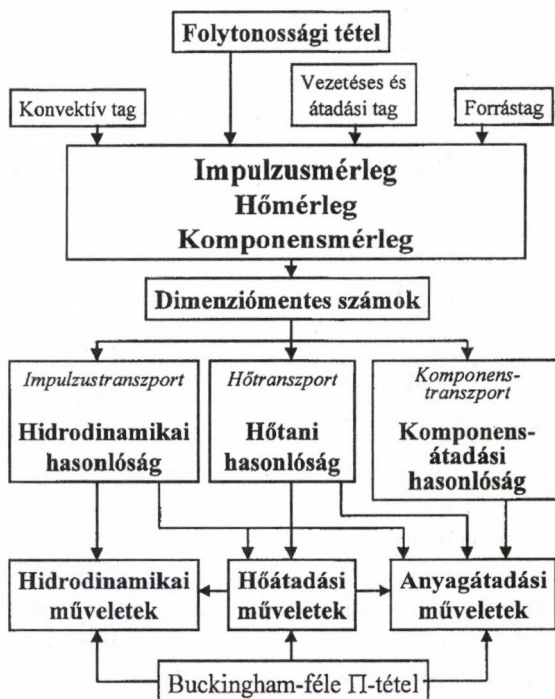 Folytonossági tétel
Konvektív tag
Vezetéses és
átadási tag
Forrástag
Impulzusmérleg
Hőmérleg
Komponensmérleg
Dimenziómentes számok
Impulzustranszport
Hidrodinamikai
hasonlóság
Hőtranszport
Hőtani
hasonlóság
Komponens-
transzport
Komponens-
átadási
hasonlóság
Hidrodinamikai
műveletek
Hőátadási
műveletek
Anyagátadási
műveletek
Buckingham-féle Π-tétel